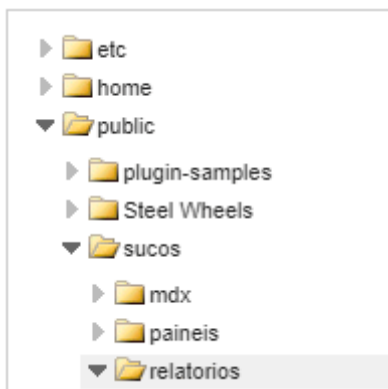 etc
home
public
plugin-samples
Steel Wheels
sucos
mdx
paineis
relatorios